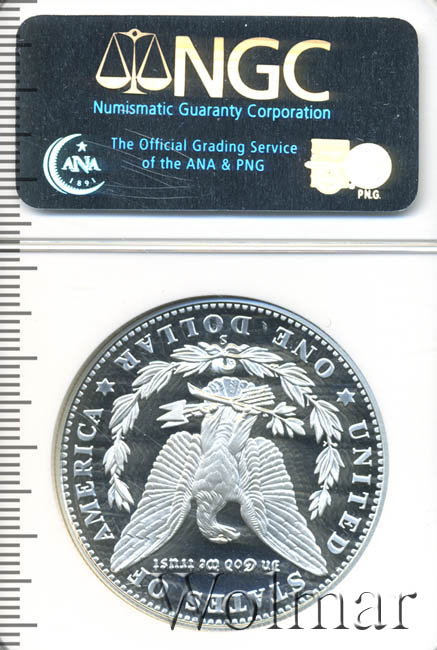 NGC
Numismatic Guaranty Corporation
The Official Grading Service
of the ANA & PNG
ANA
1891
P.N.G.
UNITED STATES OF AMERICA
In God we trust
S
ONE DOLLAR
Wolmar